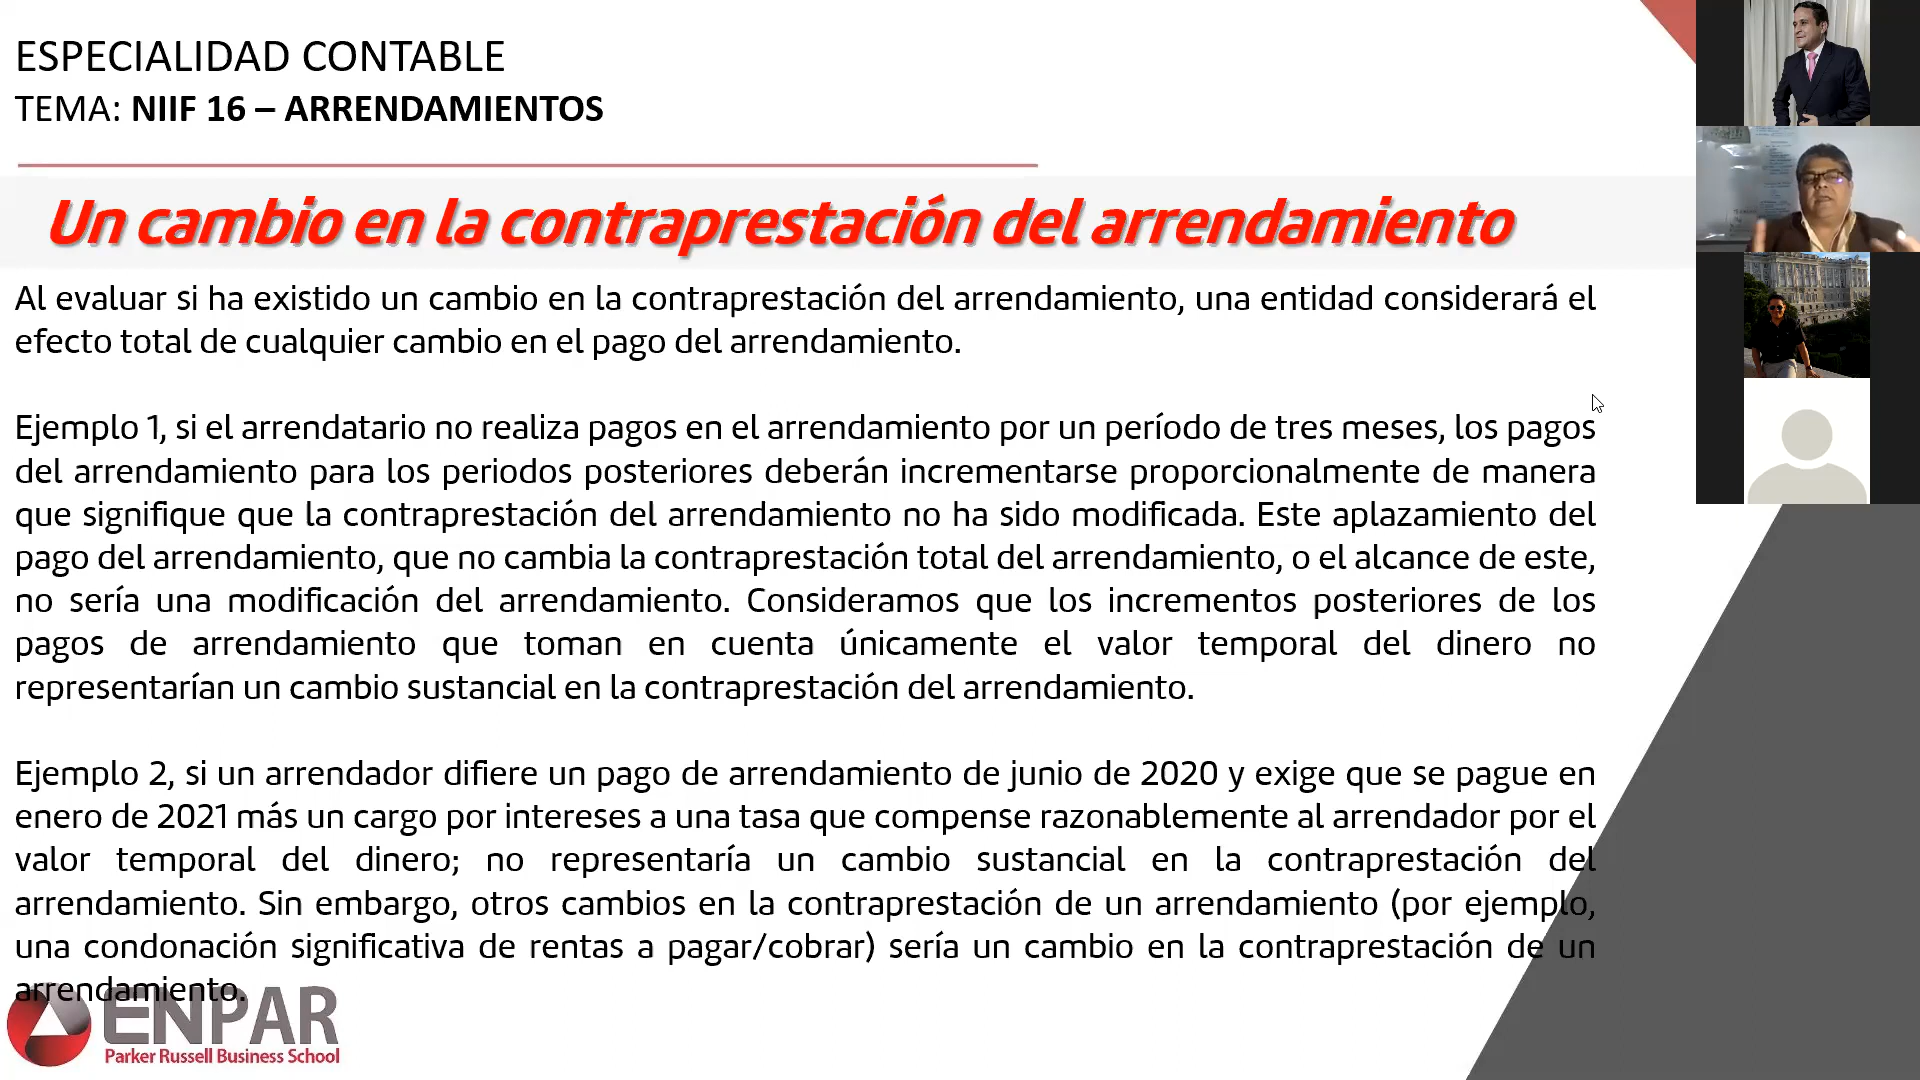 ESPECIALIDAD CONTABLE
TEMA: NIIF 16 – ARRENDAMIENTOS
Un cambio en la contraprestación del arrendamiento
Al evaluar si ha existido un cambio en la contraprestación del arrendamiento, una entidad considerará el
efecto total de cualquier cambio en el pago del arrendamiento.
Ejemplo 1, si el arrendatario no realiza pagos en el arrendamiento por un período de tres meses, los pagos
del arrendamiento para los periodos posteriores deberán incrementarse proporcionalmente de manera
que signifique que la contraprestación del arrendamiento no ha sido modificada. Este aplazamiento del
pago del arrendamiento, que no cambia la contraprestación total del arrendamiento, o el alcance de este,
no sería una modificación del arrendamiento. Consideramos que los incrementos posteriores de los
pagos de arrendamiento que toman en cuenta únicamente el valor temporal del dinero no
representarían un cambio sustancial en la contraprestación del arrendamiento.
Ejemplo 2, si un arrendador difiere un pago de arrendamiento de junio de 2020 y exige que se pague en
enero de 2021 más un cargo por intereses a una tasa que compense razonablemente al arrendador por el
valor temporal del dinero; no representaría un cambio sustancial en la contraprestación del
arrendamiento. Sin embargo, otros cambios en la contraprestación de un arrendamiento (por ejemplo,
una condonación significativa de rentas a pagar/cobrar) sería un cambio en la contraprestación de un
arrendamiento.
ENPAR
Parker Russell Business School